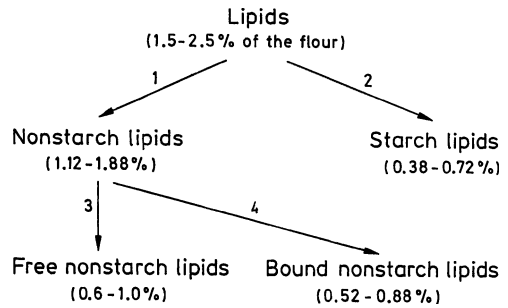 Lipids
(1.5-2.5% of the flour)
1
2
Nonstarch lipids
(1.12-1.88%)
Starch lipids
(0.38-0.72%)
3
4
Free nonstarch lipids
(0.6-1.0%)
Bound nonstarch lipids
(0.52-0.88%)